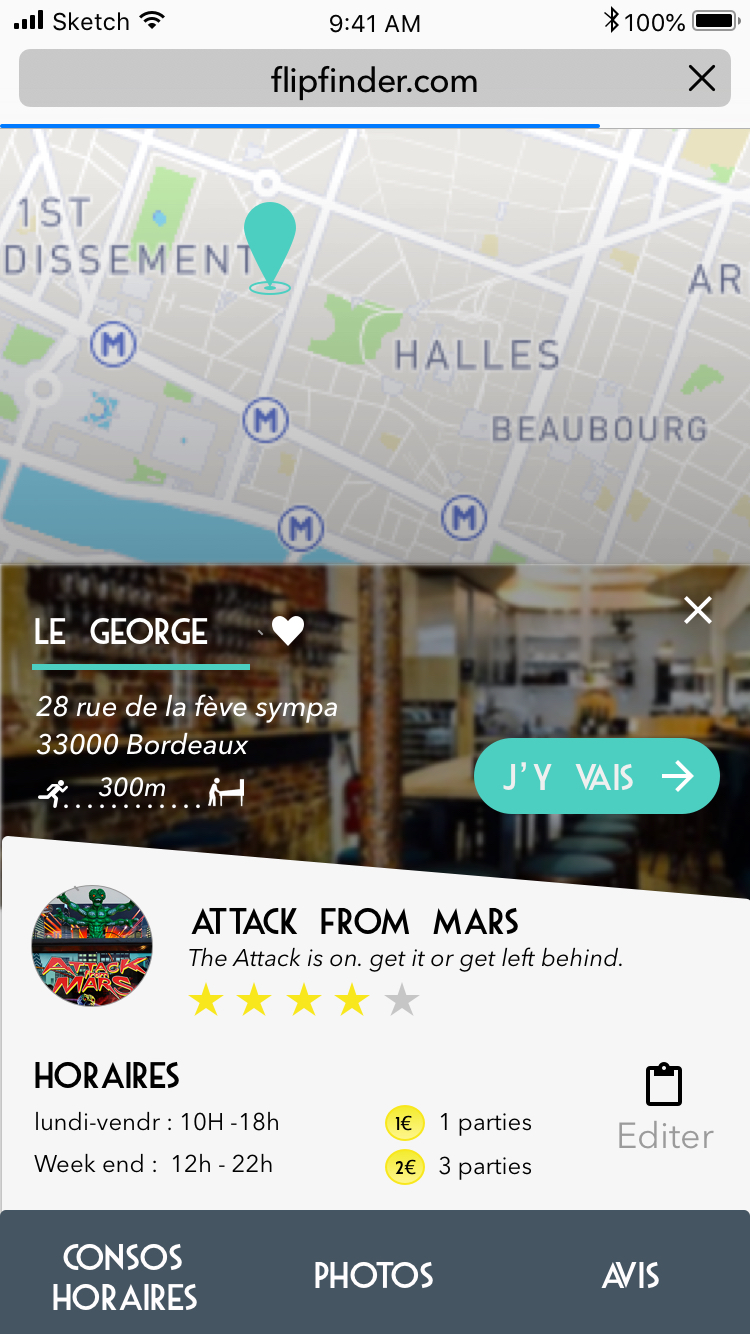 Sketch 9:41 AM 100%
flipfinder.com
1ST
DISSEMENT
AR
M
HALLES
M
BEAUBOURG
M
M
LE GEORGE
28 rue de la fève sympa
33000 Bordeaux
300m
J'Y VAIS
ATTACK FROM MARS
The Attack is on. get it or get left behind.
ATTACK
FROM
MARS
HORAIRES
lundi-vendr : 10H -18h
1€ 1 parties
Week end : 12h - 22h
2€ 3 parties
Editer
CONSOS
HORAIRES
PHOTOS
AVIS